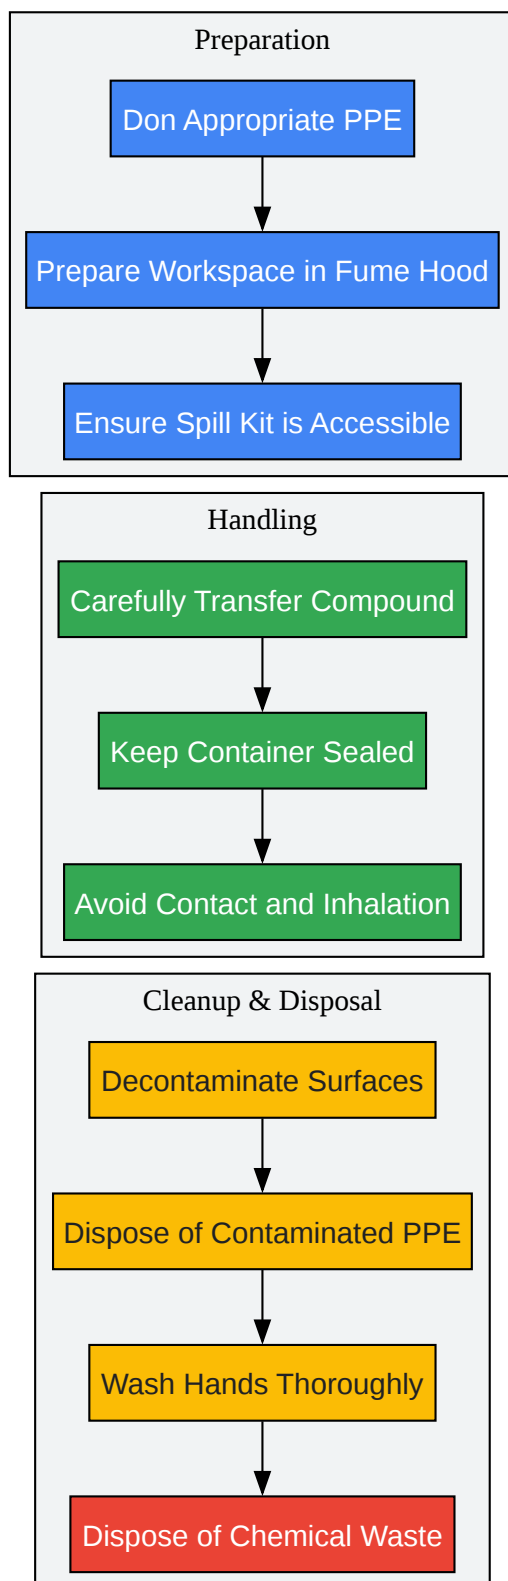 Preparation
Don Appropriate PPE
Prepare Workspace in Fume Hood
Ensure Spill Kit is Accessible
Handling
Carefully Transfer Compound
Keep Container Sealed
Avoid Contact and Inhalation
Cleanup & Disposal
Decontaminate Surfaces
Dispose of Contaminated PPE
Wash Hands Thoroughly
Dispose of Chemical Waste